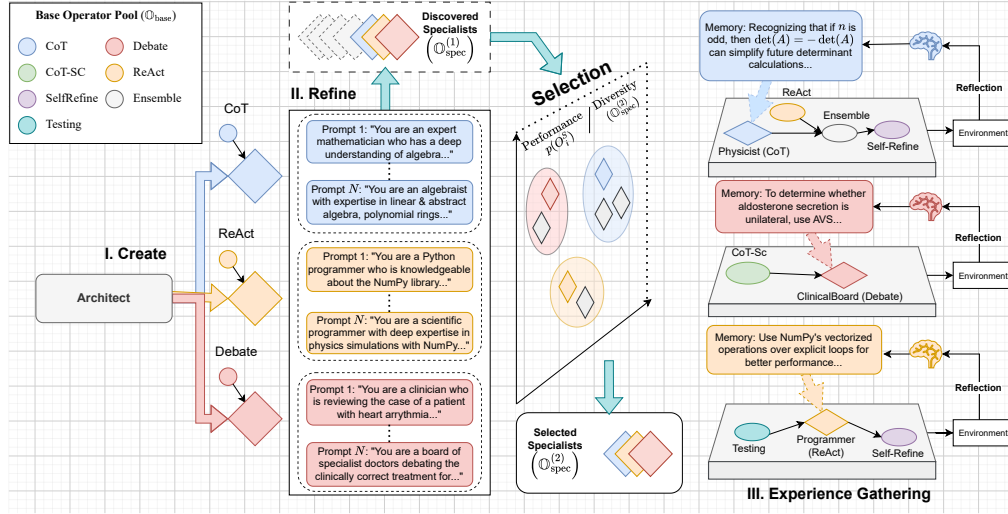 Base Operator Pool (𝕆base)
CoT
Debate
CoT-SC
ReAct
SelfRefine
Ensemble
Testing
I. Create
Architect
CoT
ReAct
Debate
Discovered
Specialists
(𝕆spec^(1))
II. Refine
Prompt 1: "You are an expert
mathematician who has a deep
understanding of algebra..."
Prompt N: "You are an algebraist
with expertise in linear & abstract
algebra, polynomial rings..."
Prompt 1: "You are a Python
programmer who is knowledgeable
about the NumPy library..."
Prompt N: "You are a scientific
programmer with deep expertise in
physics simulations with NumPy..."
Prompt 1: "You are a clinician who
is reviewing the case of a patient
with heart arrythmia..."
Prompt N: "You are a board of
specialist doctors debating the
clinically correct treatment for..."
Selection
Performance
p(O_i^S)
/
Diversity
(𝕆spec^(2))
Selected
Specialists
(𝕆spec^(2))
Memory: Recognizing that if n is
odd, then det(A) = − det(A)
can simplify future determinant
calculations...
Reflection
ReAct
Ensemble
Physicist (CoT)
Self-Refine
Environment
Memory: To determine whether
aldosterone secretion is
unilateral, use AVS...
Reflection
CoT-Sc
ClinicalBoard (Debate)
Environment
Memory: Use NumPy's vectorized
operations over explicit loops for
better performance...
Reflection
Testing
Programmer
(ReAct)
Self-Refine
Environment
III. Experience Gathering